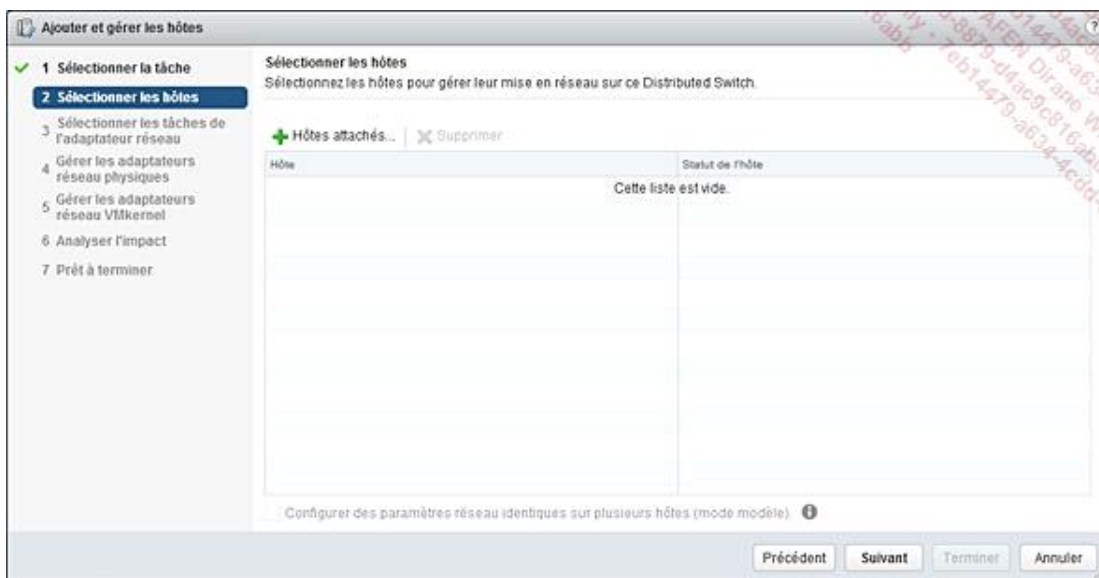 Ajouter et gérer les hôtes
?
1 Sélectionner la tâche
2 Sélectionner les hôtes
3 Sélectionner les tâches de
l'adaptateur réseau
4 Gérer les adaptateurs
réseau physiques
5 Gérer les adaptateurs
réseau VMkernel
6 Analyser l'impact
7 Prêt à terminer
Sélectionner les hôtes
Sélectionnez les hôtes pour gérer leur mise en réseau sur ce Distributed Switch.
Hôtes attachés... Supprimer
Hôte Statut de l'hôte
Cette liste est vide.
Configurer des paramètres réseau identiques sur plusieurs hôtes (mode modèle).
Précédent Suivant Terminer Annuler